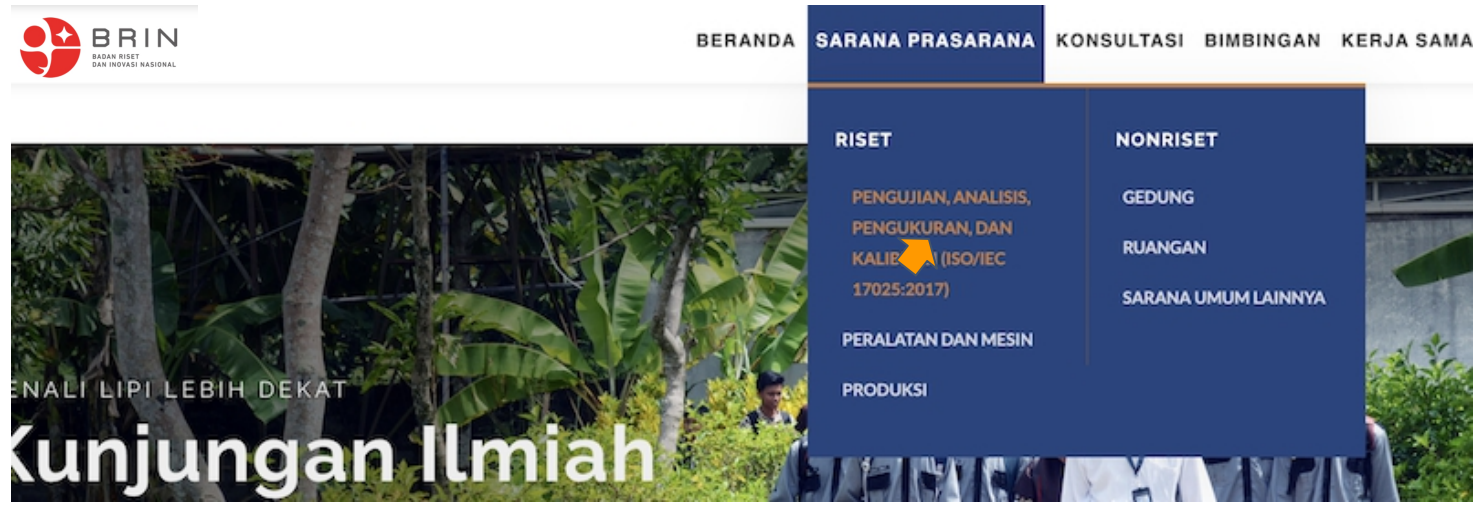 BRIN
BADAN RISET
DAN INOVASI NASIONAL
BERANDA SARANA PRASARANA KONSULTASI BIMBINGAN KERJA SAMA
RISET
PENGUJIAN, ANALISIS,
PENGUKURAN, DAN
(ISO/IEC
17025:2017)
PERALATAN DAN MESIN
PRODUKSI
NONRISET
GEDUNG
RUANGAN
SARANA UMUM LAINNYA
ENALI LIPI LEBIH DEKAT
Kunjungan Ilmiah